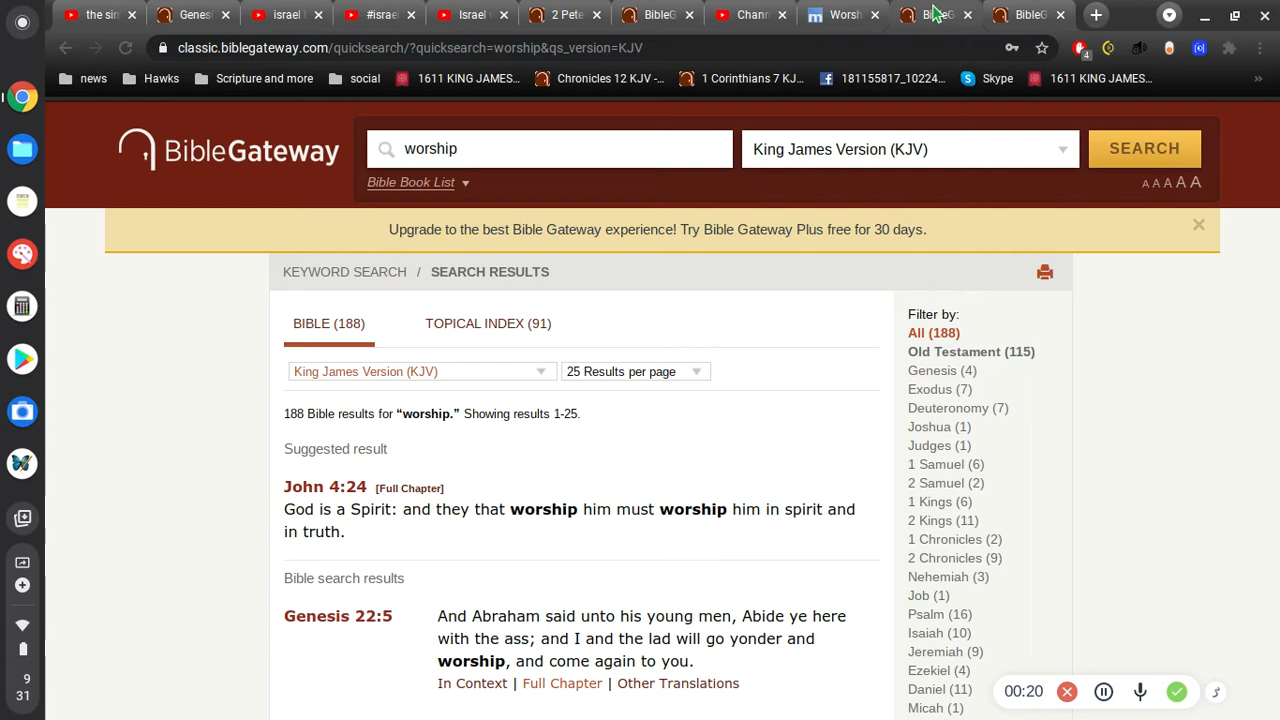 the sin
Genesi
israel
#israe
Israel v
2 Pete
BibleG
Chann
Worsh
BibleG
BibleG
classic.biblegateway.com/quicksearch/?quicksearch=worship&qs_version=KJV
4
news
Hawks
Scripture and more
social
1611 KING JAMES...
Chronicles 12 KJV -...
1 Corinthians 7 KJ...
181155817_10224...
Skype
1611 KING JAMES...
»
BibleGateway
worship
King James Version (KJV)
SEARCH
Bible Book List
A A A A A
Upgrade to the best Bible Gateway experience! Try Bible Gateway Plus free for 30 days.
KEYWORD SEARCH / SEARCH RESULTS
BIBLE (188)
TOPICAL INDEX (91)
King James Version (KJV)
25 Results per page
188 Bible results for “worship.” Showing results 1-25.
Suggested result
John 4:24 [Full Chapter]
God is a Spirit: and they that worship him must worship him in spirit and
in truth.
Bible search results
Genesis 22:5
And Abraham said unto his young men, Abide ye here
with the ass; and I and the lad will go yonder and
worship, and come again to you.
In Context | Full Chapter | Other Translations
Filter by:
All (188)
Old Testament (115)
Genesis (4)
Exodus (7)
Deuteronomy (7)
Joshua (1)
Judges (1)
1 Samuel (6)
2 Samuel (2)
1 Kings (6)
2 Kings (11)
1 Chronicles (2)
2 Chronicles (9)
Nehemiah (3)
Job (1)
Psalm (16)
Isaiah (10)
Jeremiah (9)
Ezekiel (4)
Daniel (11)
Micah (1)
00:20
9
31